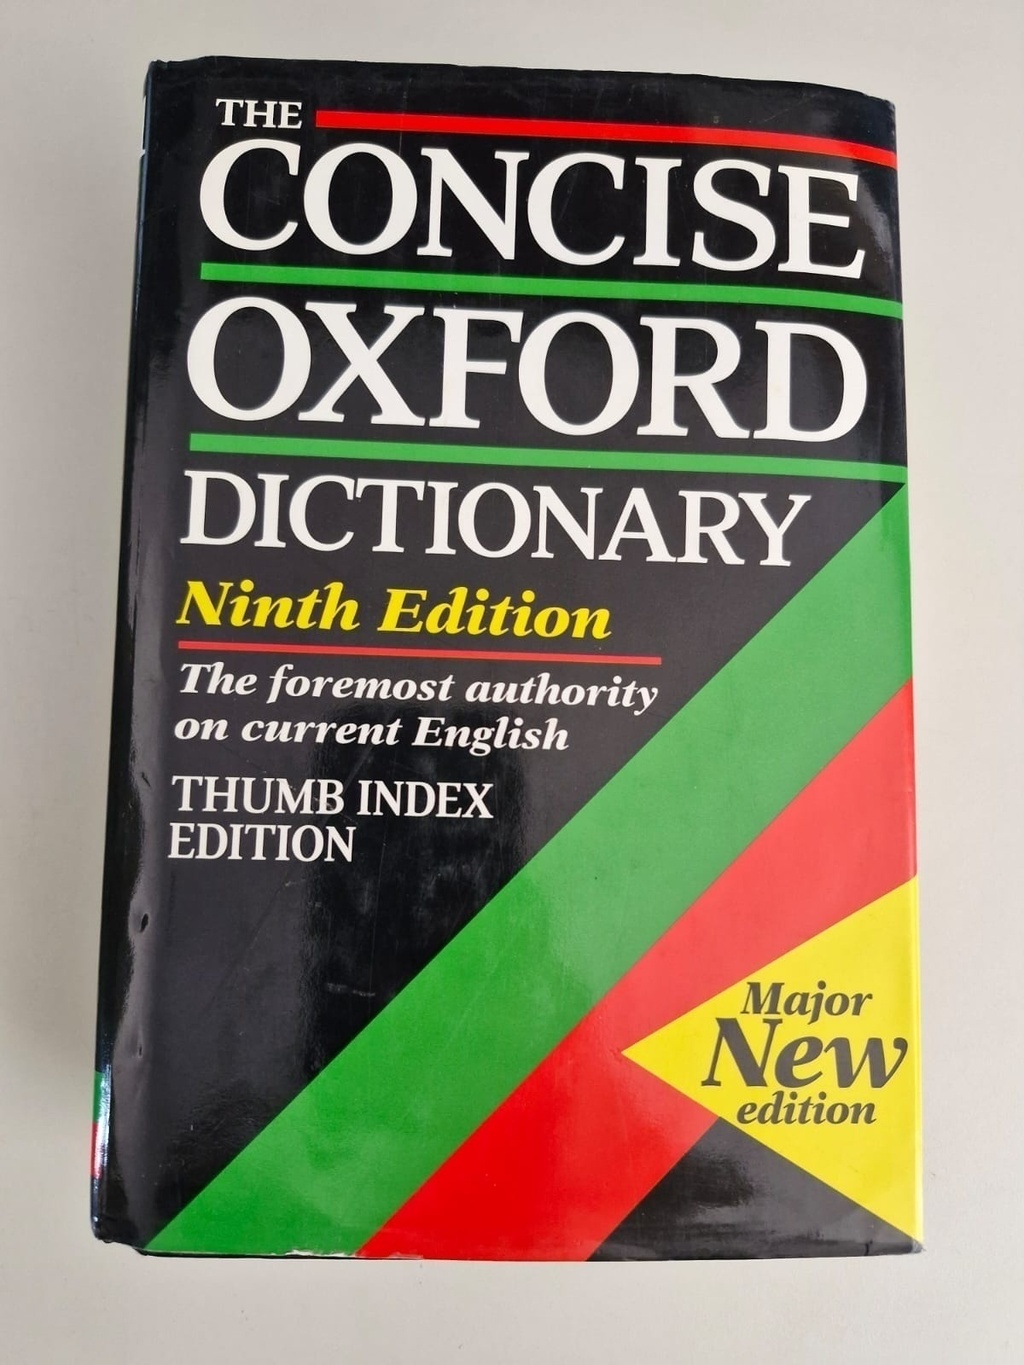 THE
CONCISE
OXFORD
DICTIONARY
Ninth Edition
The foremost authority
on current English
THUMB INDEX
EDITION
Major
New
edition